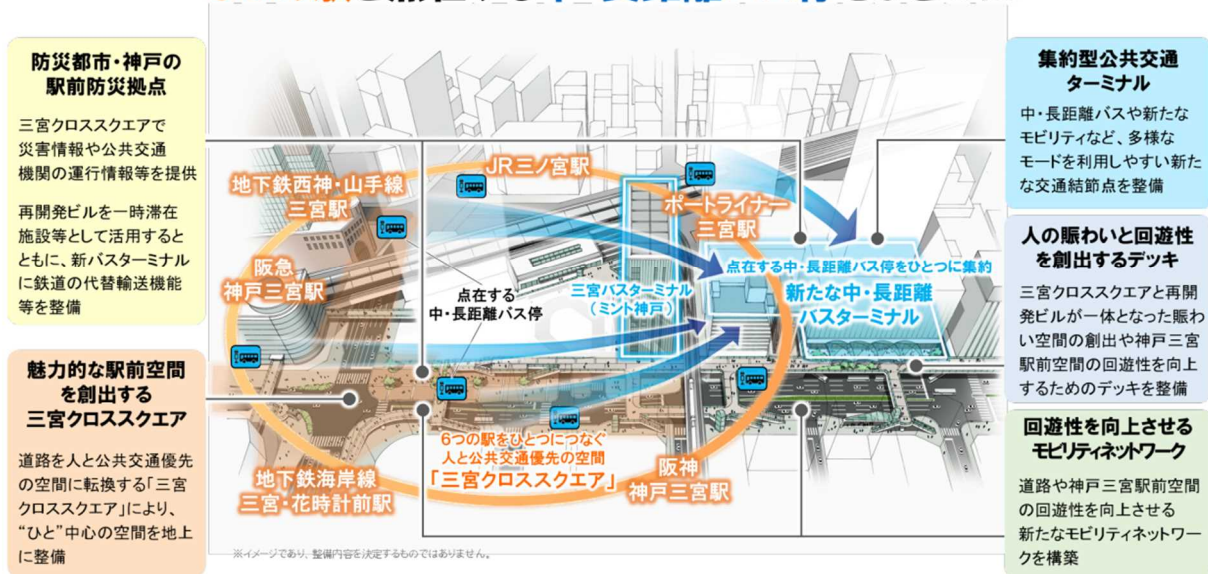 防災都市・神戸の
駅前防災拠点
三宮クロススクエアで
災害情報や公共交通
機関の運行情報等を提供
再開発ビルを一時滞在
施設等として活用すると
ともに、新バスターミナル
に鉄道の代替輸送機能
等を整備
魅力的な駅前空間
を創出する
三宮クロススクエア
道路を人と公共交通優先
の空間に転換する「三宮
クロススクエア」により、
“ひと”中心の空間を地上
に整備
JR三ノ宮駅
地下鉄西神・山手線
三宮駅
ポートライナー
三宮駅
阪急
神戸三宮駅
点在する
中・長距離バス停
三宮バスターミナル
（ミント神戸）
点在する中・長距離バス停をひとつに集約
新たな中・長距離
バスターミナル
6つの駅をひとつにつなぐ
人と公共交通優先の空間
「三宮クロススクエア」
地下鉄海岸線
三宮・花時計前駅
阪神
神戸三宮駅
※イメージであり、整備内容を決定するものではありません。
集約型公共交通
ターミナル
中・長距離バスや新たな
モビリティなど、多様な
モードを利用しやすい新た
な交通結節点を整備
人の賑わいと回遊性
を創出するデッキ
三宮クロススクエアと再開
発ビルが一体となった賑わ
い空間の創出や神戸三宮
駅前空間の回遊性を向上
するためのデッキを整備
回遊性を向上させる
モビリティネットワーク
道路や神戸三宮駅前空間
の回遊性を向上させる
新たなモビリティネットワー
クを構築